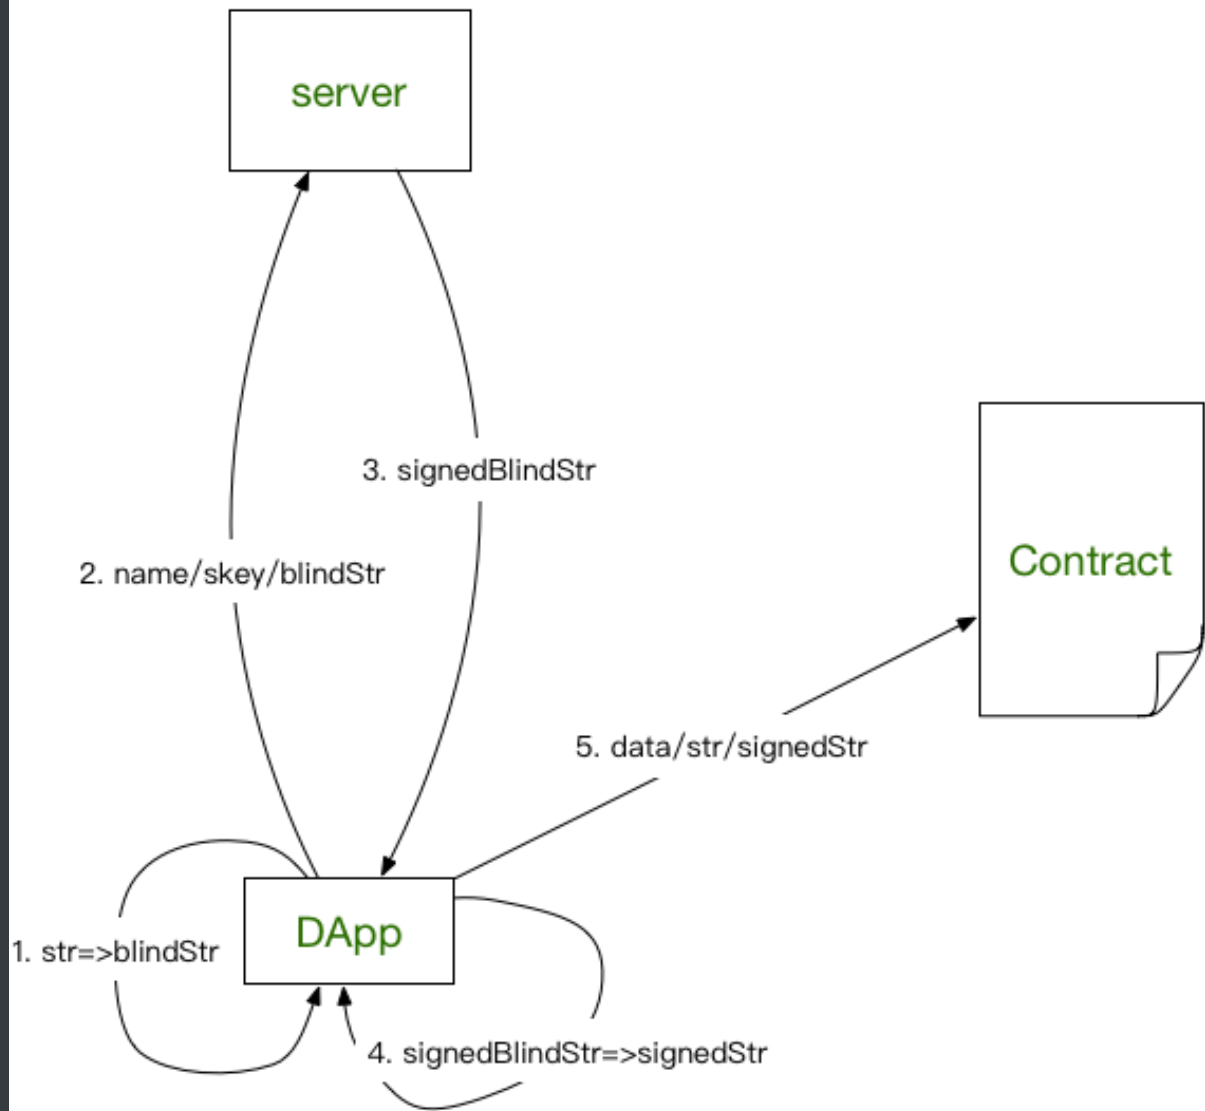 server
3. signedBlindStr
2. name/skey/blindStr
Contract
5. data/str/signedStr
DApp
1. str=>blindStr
4. signedBlindStr=>signedStr